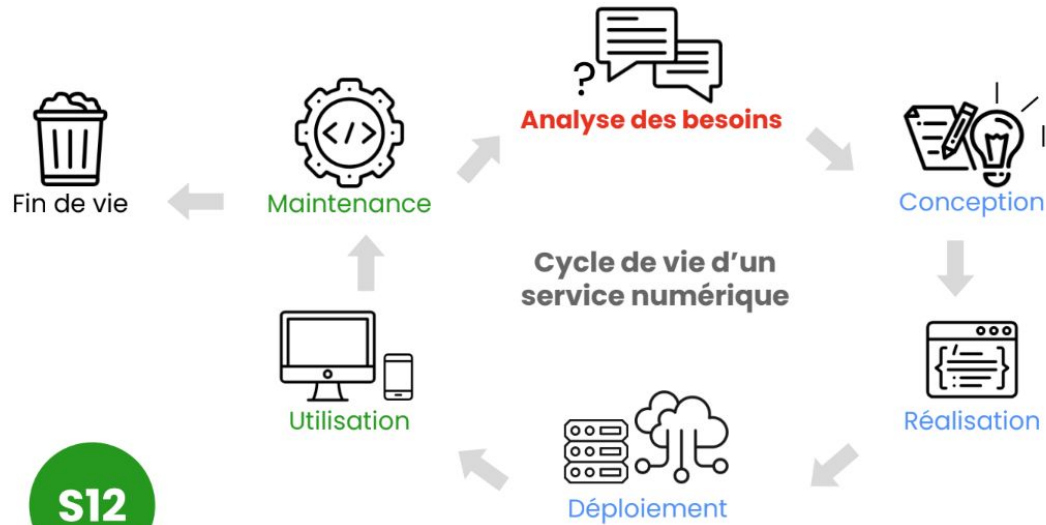 ?
Analyse des besoins
</>
Fin de vie
Maintenance
Conception
Cycle de vie d'un
service numérique
Utilisation
Réalisation
Déploiement
S12